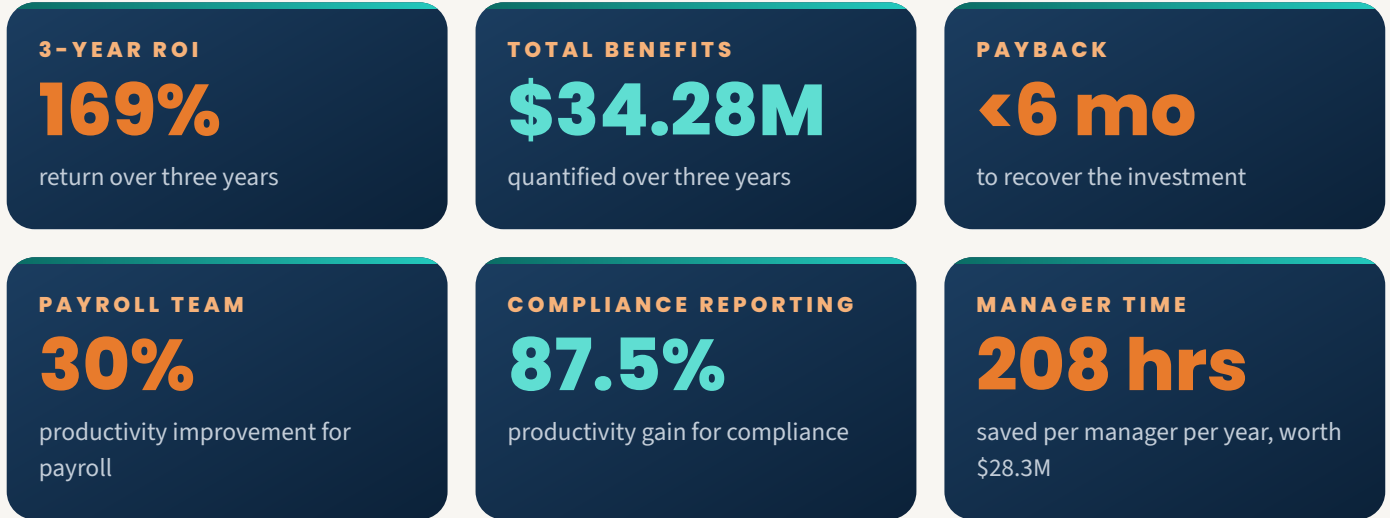 3-YEAR ROI
169%
return over three years
TOTAL BENEFITS
$34.28M
quantified over three years
PAYBACK
<6 mo
to recover the investment
PAYROLL TEAM
30%
productivity improvement for
payroll
COMPLIANCE REPORTING
87.5%
productivity gain for compliance
MANAGER TIME
208 hrs
saved per manager per year, worth
$28.3M